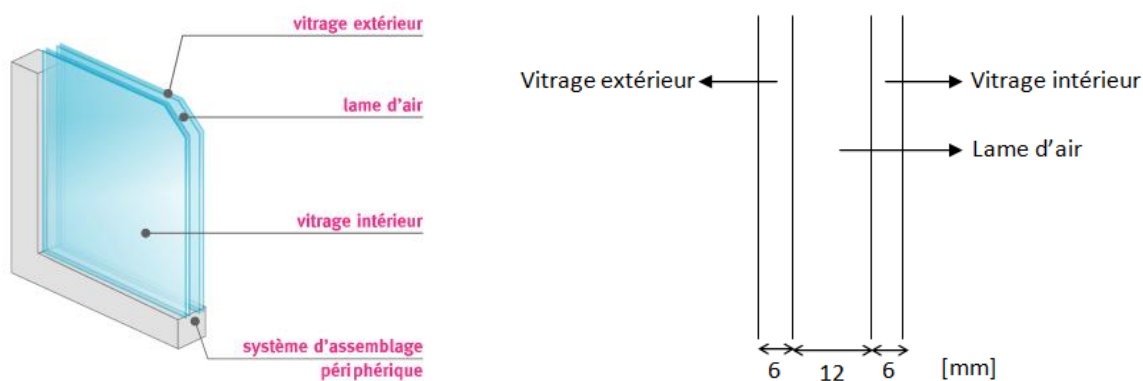 vitrage extérieur
lame d'air
vitrage intérieur
système d'assemblage
périphérique
Vitrage extérieur
Vitrage intérieur
Lame d'air
6 12 6 [mm]